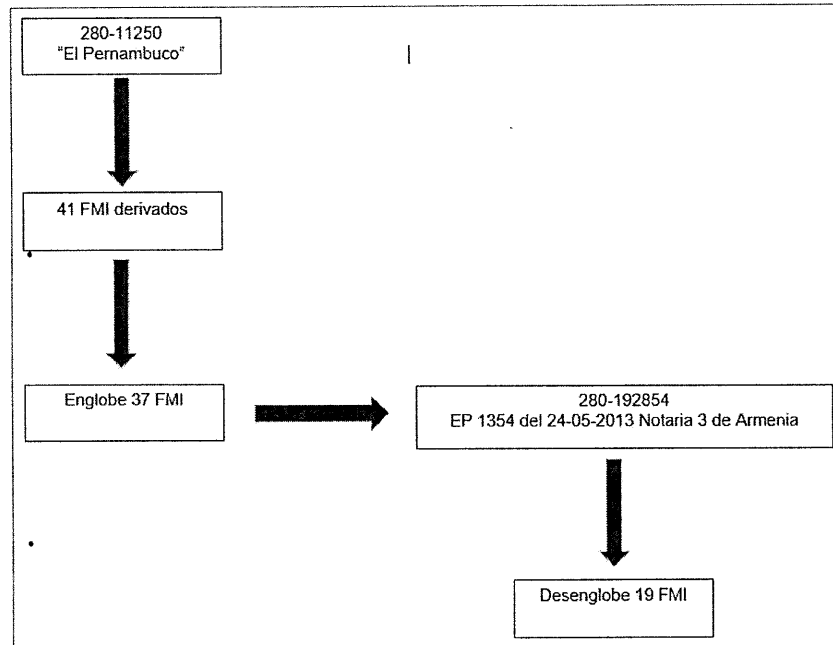 280-11250
"El Pernambuco"
41 FMI derivados
Englobe 37 FMI
280-192854
EP 1354 del 24-05-2013 Notaria 3 de Armenia
Desenglobe 19 FMI